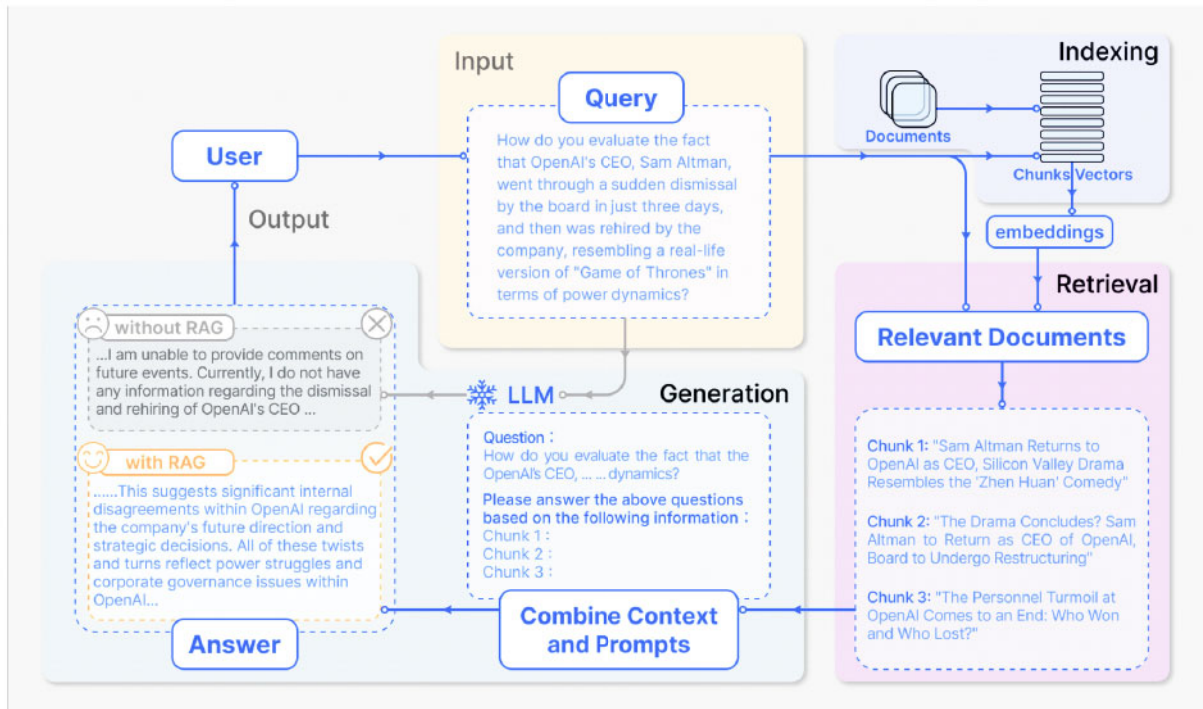 Input
Query
How do you evaluate the fact
that OpenAI's CEO, Sam Altman,
went through a sudden dismissal
by the board in just three days,
and then was rehired by the
company, resembling a real-life
version of "Game of Thrones" in
terms of power dynamics?
Indexing
Documents
Chunks Vectors
embeddings
User
Output
Retrieval
Relevant Documents
Chunk 1: "Sam Altman Returns to
OpenAI as CEO, Silicon Valley Drama
Resembles the 'Zhen Huan' Comedy"
Chunk 2: "The Drama Concludes? Sam
Altman to Return as CEO of OpenAI,
Board to Undergo Restructuring"
Chunk 3: "The Personnel Turmoil at
OpenAI Comes to an End: Who Won
and Who Lost?"
LLM
Generation
Question :
How do you evaluate the fact that the
OpenAI's CEO, ... ... dynamics?
Please answer the above questions
based on the following information :
Chunk 1 :
Chunk 2 :
Chunk 3 :
Combine Context
and Prompts
without RAG
...I am unable to provide comments on
future events. Currently, I do not have
any information regarding the dismissal
and rehiring of OpenAI's CEO ...
with RAG
......This suggests significant internal
disagreements within OpenAI regarding
the company's future direction and
strategic decisions. All of these twists
and turns reflect power struggles and
corporate governance issues within
OpenAI...
Answer